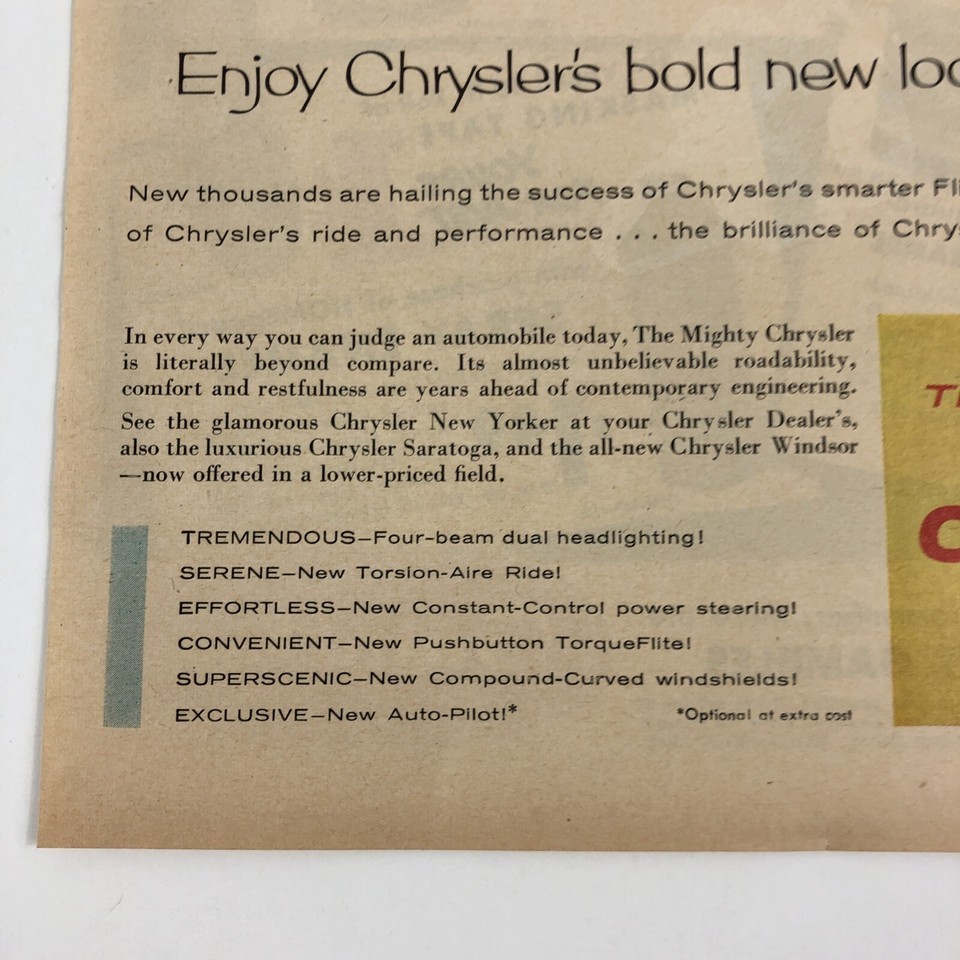 Enjoy Chrysler's bold new
New thousands are hailing the success of Chrysler's smarter
of Chrysler's ride and performance . . . the brilliance of
In every way you can judge an automobile today, The Mighty Chrysler
is literally beyond compare. Its almost unbelievable roadability,
comfort and restfulness are years ahead of contemporary engineering.
See the glamorous Chrysler New Yorker at your Chrysler Dealer's,
also the luxurious Chrysler Saratoga, and the all-new Chrysler Windsor
—now offered in a lower-priced field.
TREMENDOUS—Four-beam dual headlighting!
SERENE—New Torsion-Aire Ride!
EFFORTLESS—New Constant-Control power steering!
CONVENIENT—New Pushbutton TorqueFlite!
SUPERSCENIC—New Compound-Curved windshields!
EXCLUSIVE—New Auto-Pilot!*
*Optional at extra cost